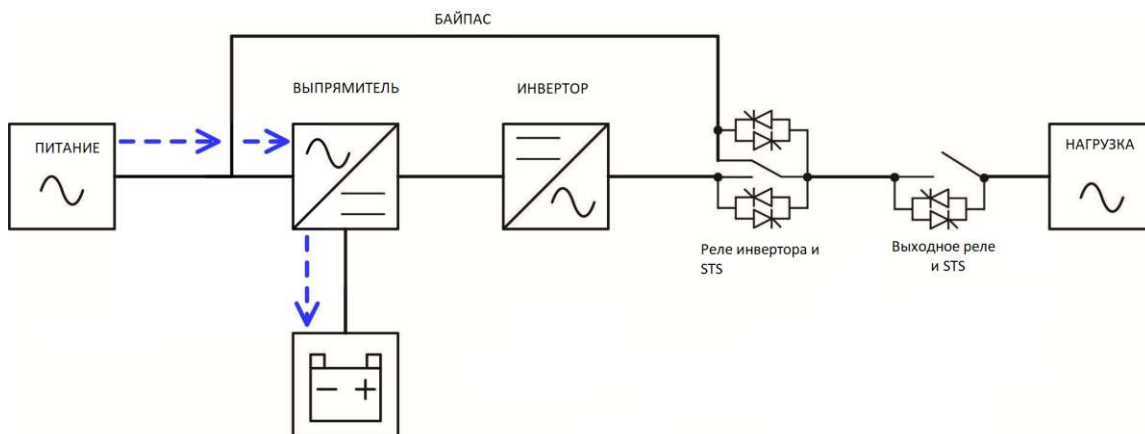 БАЙПАС
ВЫПРЯМИТЕЛЬ
ИНВЕРТОР
ПИТАНИЕ
НАГРУЗКА
Реле инвертора и
STS
Выходное реле
и STS